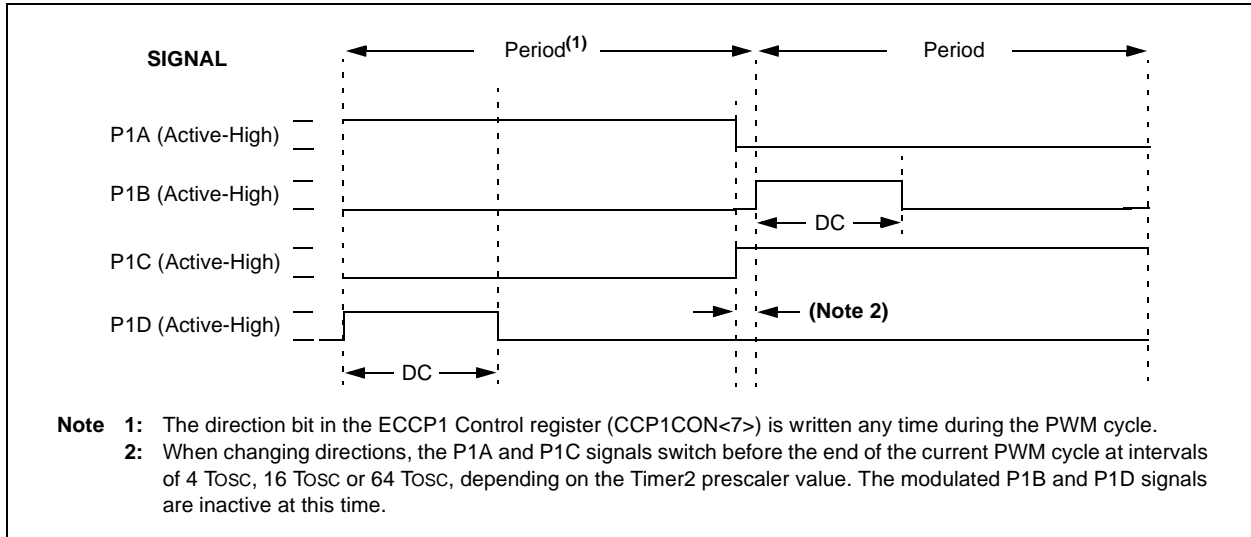 SIGNAL
Period(1)
Period
P1A (Active-High)
P1B (Active-High)
DC
P1C (Active-High)
(Note 2)
P1D (Active-High)
DC
Note 1: The direction bit in the ECCP1 Control register (CCP1CON<7>) is written any time during the PWM cycle.
2: When changing directions, the P1A and P1C signals switch before the end of the current PWM cycle at intervals
of 4 TOSC, 16 TOSC or 64 TOSC, depending on the Timer2 prescaler value. The modulated P1B and P1D signals
are inactive at this time.